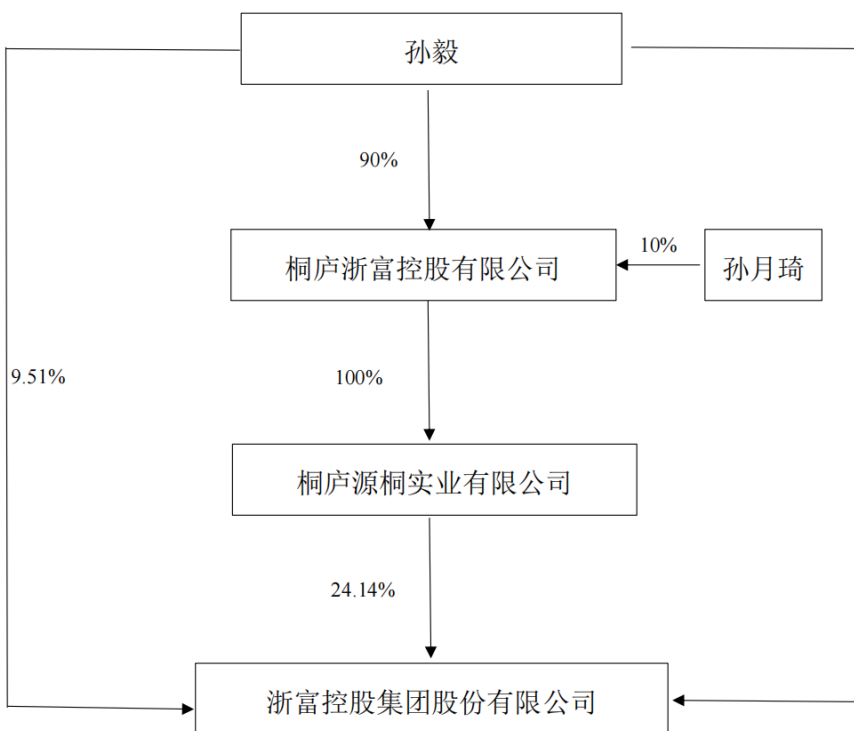 孙毅
90%
桐庐浙富控股有限公司
10%
孙月琦
9.51%
100%
桐庐源桐实业有限公司
24.14%
浙富控股集团股份有限公司